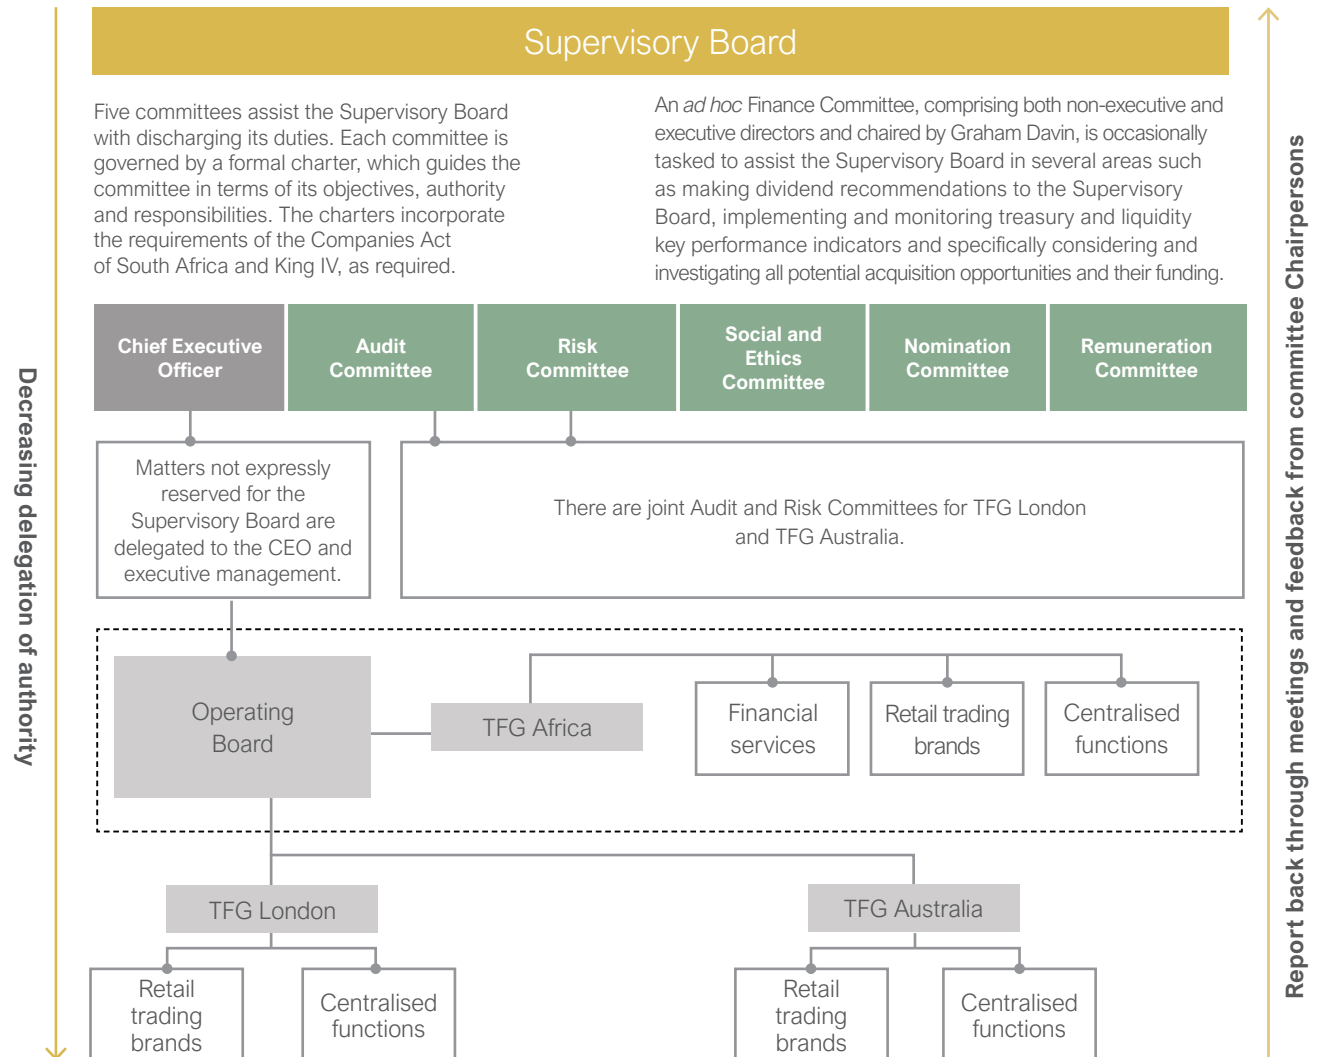 Supervisory Board
Five committees assist the Supervisory Board
with discharging its duties. Each committee is
governed by a formal charter, which guides the
committee in terms of its objectives, authority
and responsibilities. The charters incorporate
the requirements of the Companies Act
of South Africa and King IV, as required.
An ad hoc Finance Committee, comprising both non-executive and
executive directors and chaired by Graham Davin, is occasionally
tasked to assist the Supervisory Board in several areas such
as making dividend recommendations to the Supervisory
Board, implementing and monitoring treasury and liquidity
key performance indicators and specifically considering and
investigating all potential acquisition opportunities and their funding.
Chief Executive
Officer
Audit
Committee
Risk
Committee
Social and
Ethics
Committee
Nomination
Committee
Remuneration
Committee
Matters not expressly
reserved for the
Supervisory Board are
delegated to the CEO and
executive management.
There are joint Audit and Risk Committees for TFG London
and TFG Australia.
Operating
Board
TFG Africa
Financial
services
Retail trading
brands
Centralised
functions
TFG London
TFG Australia
Retail
trading
brands
Centralised
functions
Retail
trading
brands
Centralised
functions
Decreasing delegation of authority
Report back through meetings and feedback from committee Chairpersons